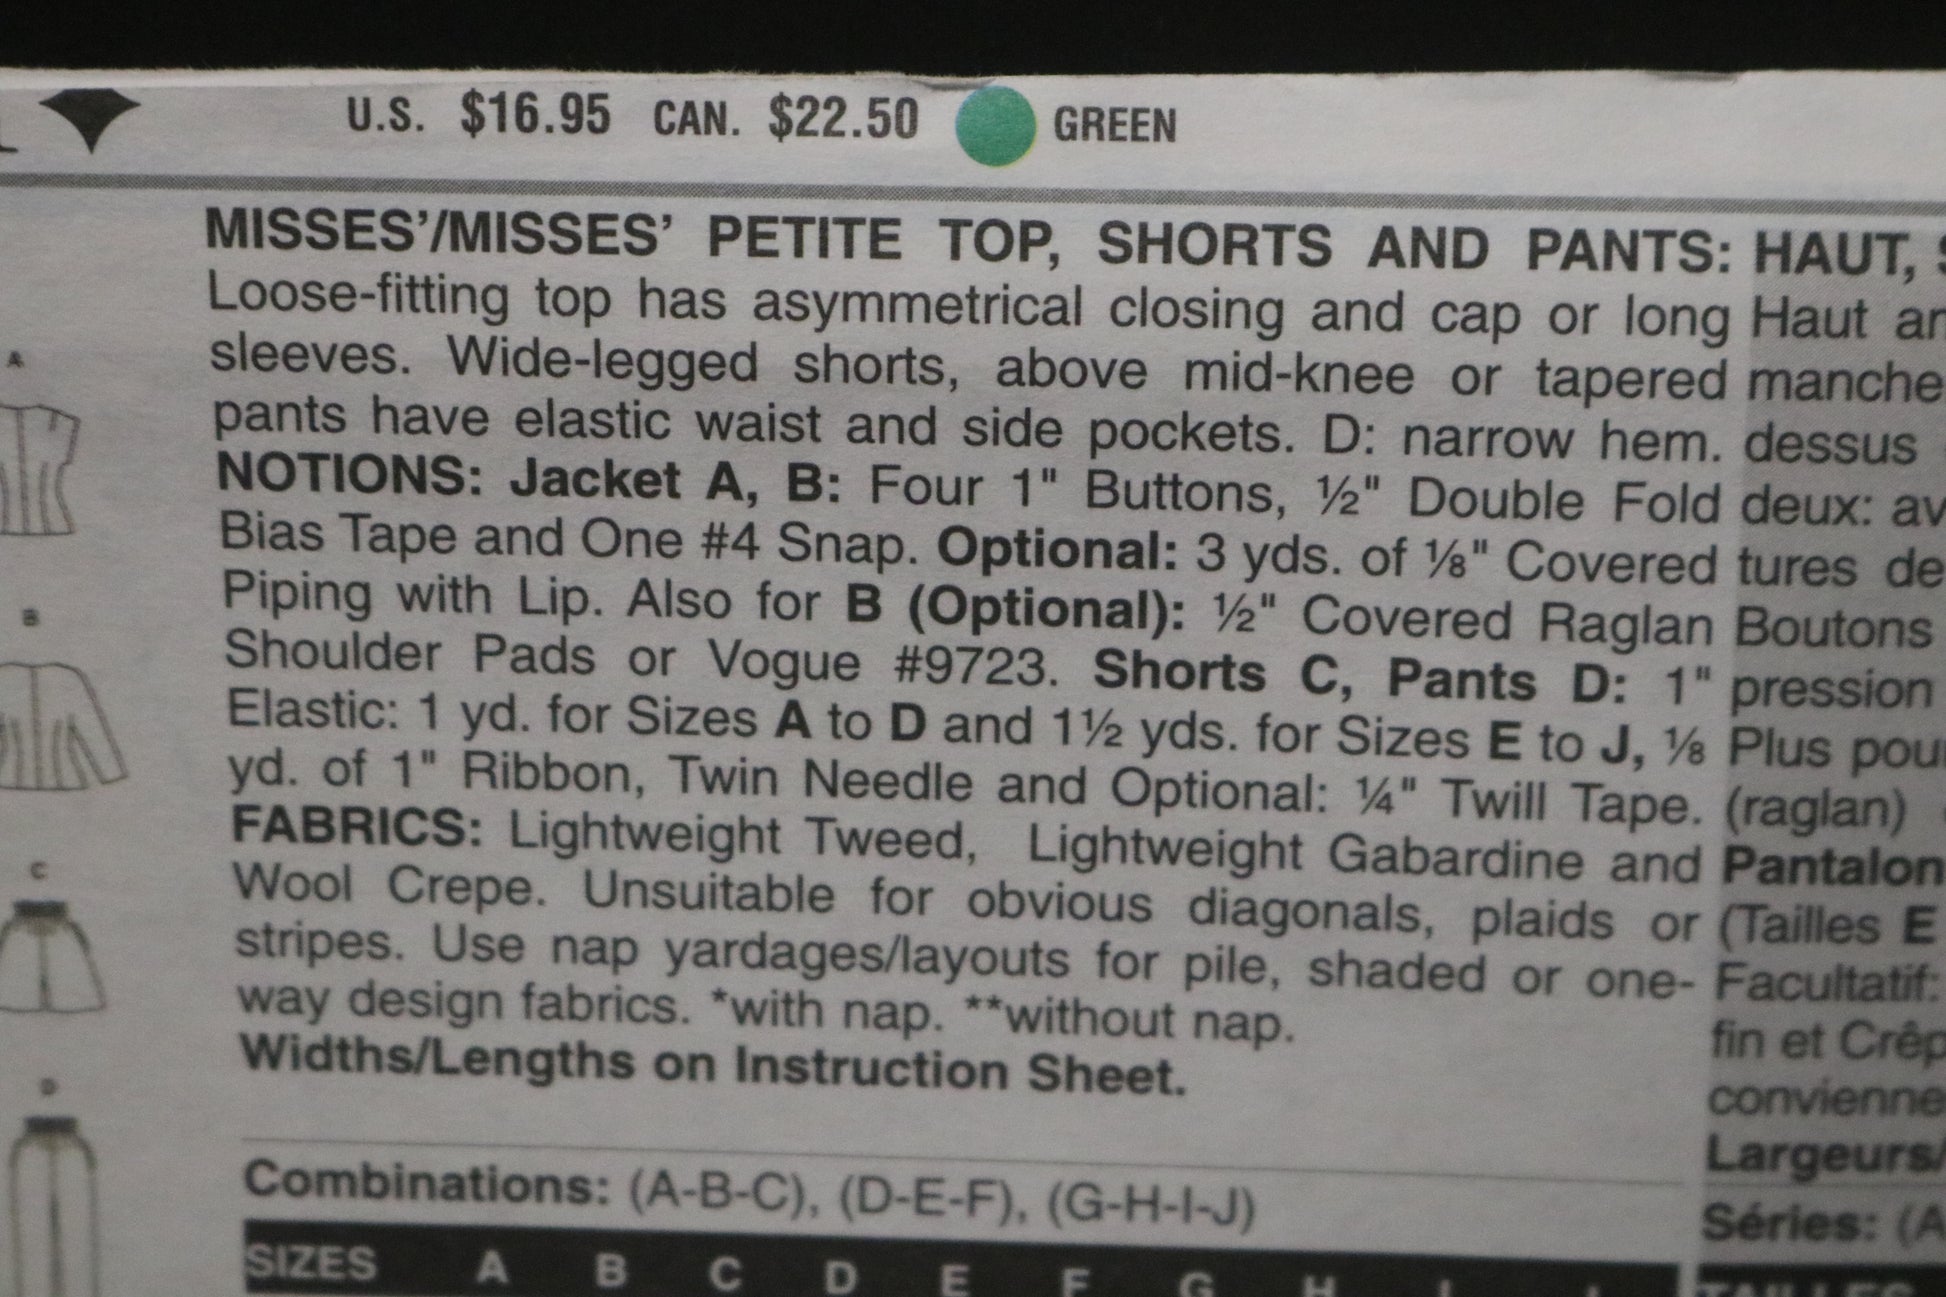 U.S. $16.95 CAN. $22.50 GREEN
MISSES'/MISSES' PETITE TOP, SHORTS AND PANTS:
Loose-fitting top has asymmetrical closing and cap or long
sleeves. Wide-legged shorts, above mid-knee or tapered
pants have elastic waist and side pockets. D: narrow hem.
NOTIONS: Jacket A, B: Four 1" Buttons, ½" Double Fold
Bias Tape and One #4 Snap. Optional: 3 yds. of ⅛" Covered
Piping with Lip. Also for B (Optional): ½" Covered Raglan
Shoulder Pads or Vogue #9723. Shorts C, Pants D: 1"
Elastic: 1 yd. for Sizes A to D and 1½ yds. for Sizes E to J, ⅛
yd. of 1" Ribbon, Twin Needle and Optional: ¼" Twill Tape.
FABRICS: Lightweight Tweed, Lightweight Gabardine and
Wool Crepe. Unsuitable for obvious diagonals, plaids or
stripes. Use nap yardages/layouts for pile, shaded or one-
way design fabrics. *with nap. **without nap.
Widths/Lengths on Instruction Sheet.
Combinations: (A-B-C), (D-E-F), (G-H-I-J)
SIZES A B C D E F G H I J
A
B
C
D
HAUT,
Haut
manche
dessus
deux:
tures de
Boutons
pression
Plus
(raglan)
Pantalon
(Tailles E
Facultatif:
fin et
convienne
Largeurs/
Séries: (A
TAILLES